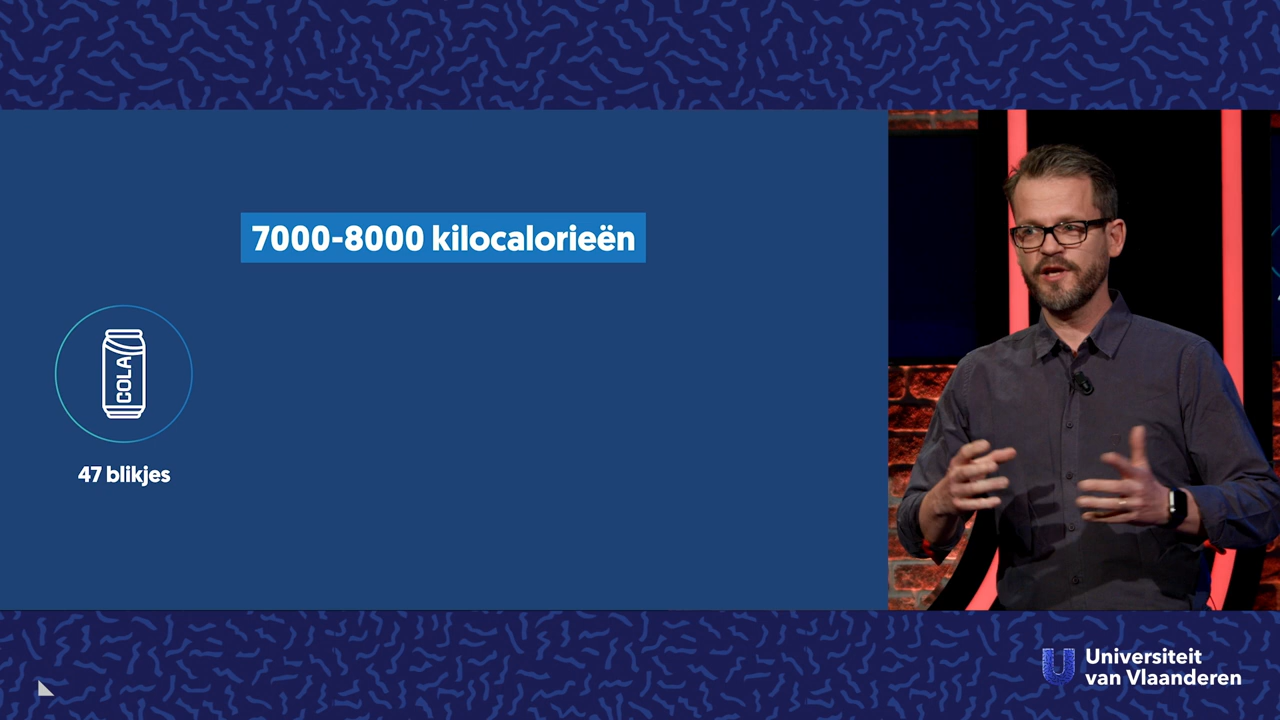 7000-8000 kilocalorieën
COLA
47 blikjes
Universiteit
van Vlaanderen